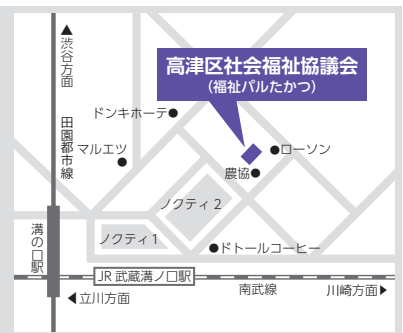 ▲渋谷方面
高津区社会福祉協議会
（福祉パルたかつ）
ドンキホーテ●
田園都市線
マルエツ
●
●ローソン
農協●
ノクティ2
溝の口駅
ノクティ1
●ドトールコーヒー
JR 武蔵溝ノ口駅
◀立川方面
南武線
川崎方面▶